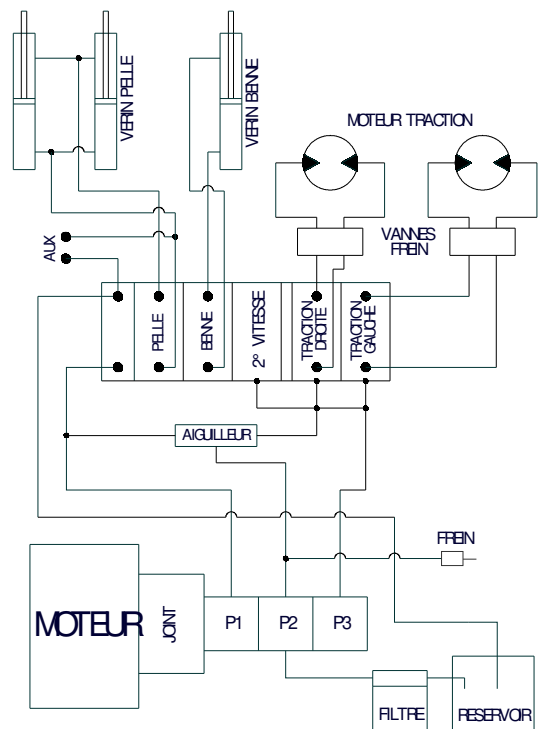 VERIN PELLE
VERIN BENNE
MOTEUR TRACTION
VANNES
FREIN
AUX
PELLE
BENNE
2° VITESSE
TRACTION
DROITE
TRACTION
GAUCHE
AIGUILLEUR
FREIN
MOTEUR
JOINT
P1
P2
P3
FILTRE
RESERVOIR